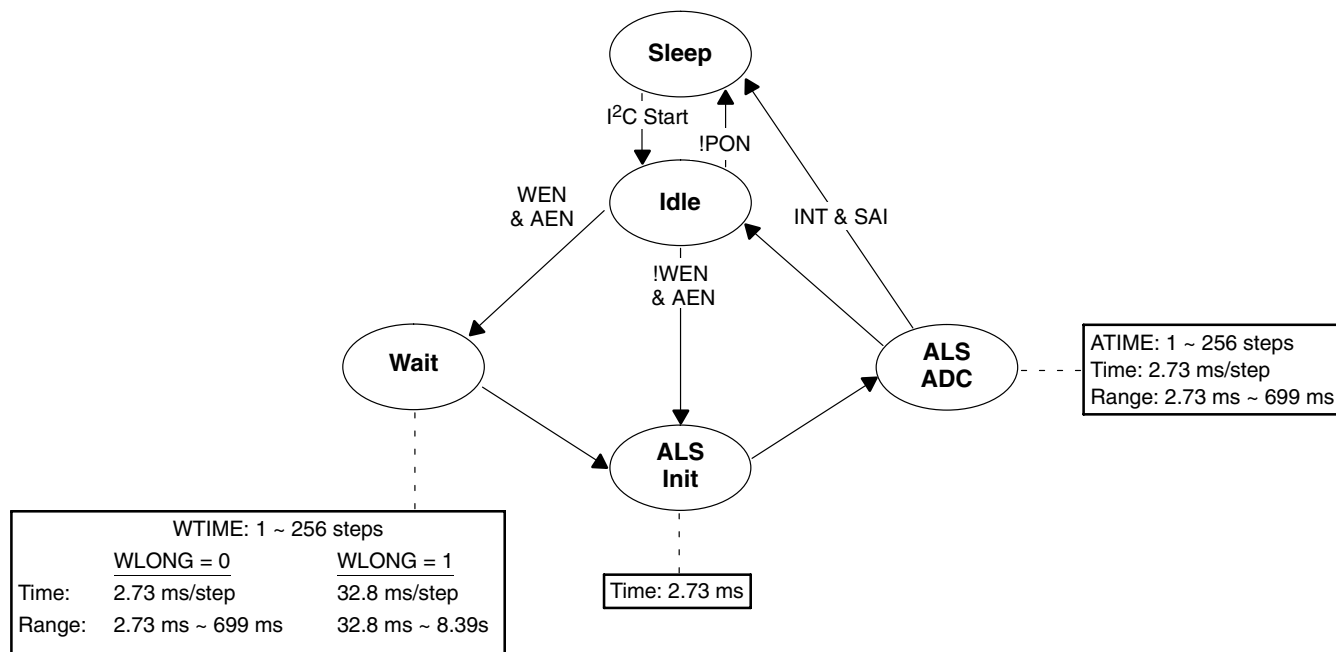 Sleep
I²C Start
!PON
Idle
WEN
& AEN
INT & SAI
!WEN
& AEN
Wait
ALS
ADC
ATIME: 1 ~ 256 steps
Time: 2.73 ms/step
Range: 2.73 ms ~ 699 ms
ALS
Init
WTIME: 1 ~ 256 steps
WLONG = 0 WLONG = 1
Time: 2.73 ms/step 32.8 ms/step
Range: 2.73 ms ~ 699 ms 32.8 ms ~ 8.39s
Time: 2.73 ms